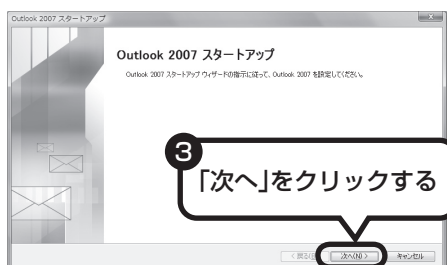 Outlook 2007 スタートアップ
Outlook 2007 スタートアップ
Outlook 2007 スタートアップ ウィザードの指示に従って、Outlook 2007 を設定してください。
3
「次へ」をクリックする
< 戻る(B)
次へ(N) >
キャンセル